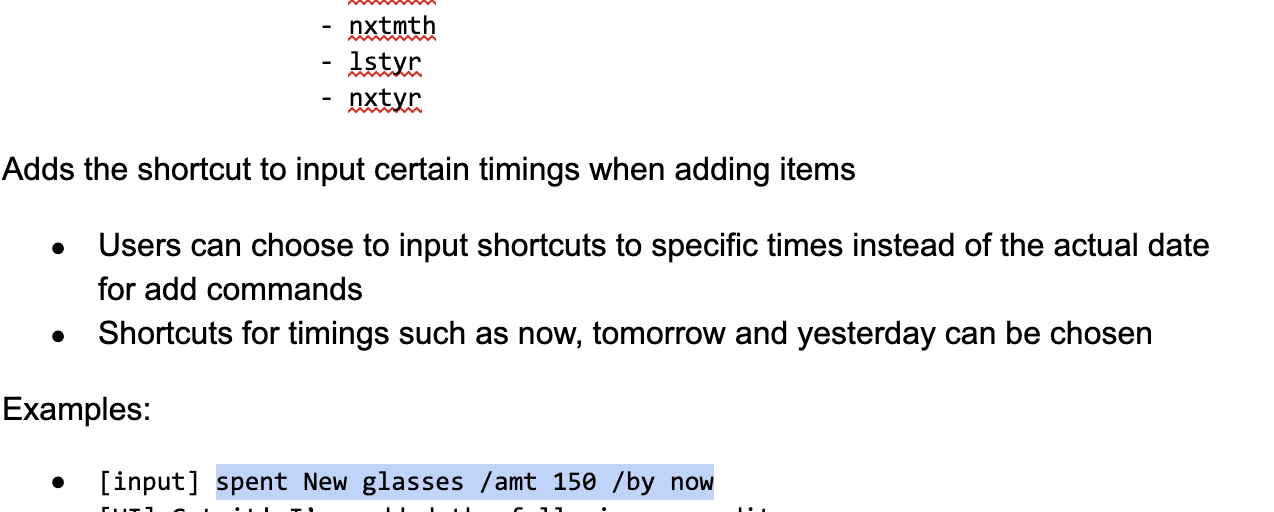 - nxtmth
- lstyr
- nxtyr
Adds the shortcut to input certain timings when adding items
● Users can choose to input shortcuts to specific times instead of the actual date
for add commands
● Shortcuts for timings such as now, tomorrow and yesterday can be chosen
Examples:
● [input] spent New glasses /amt 150 /by now